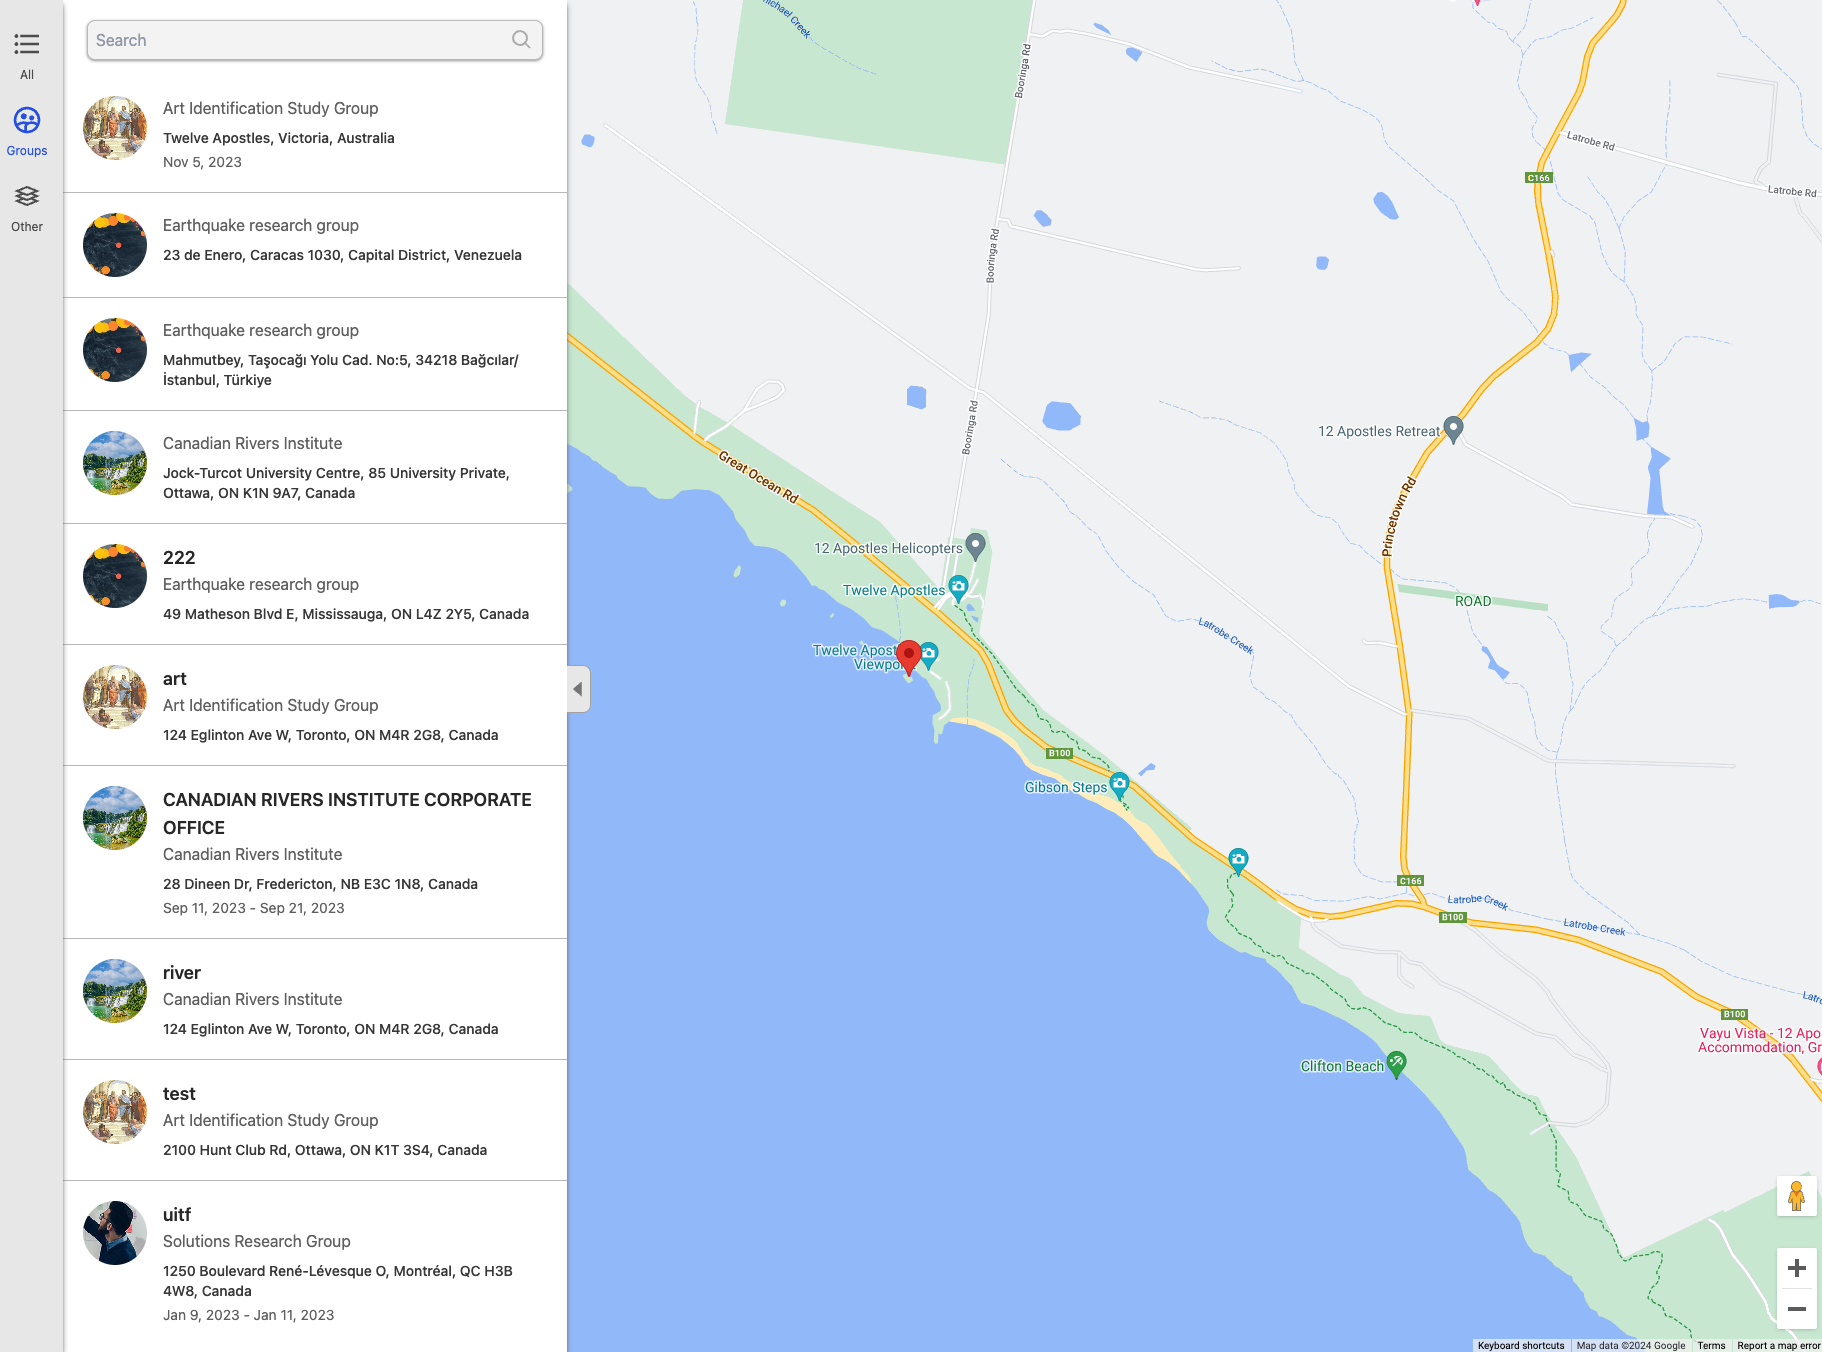 All
Groups
Other
Search
Art Identification Study Group
Twelve Apostles, Victoria, Australia
Nov 5, 2023
Earthquake research group
23 de Enero, Caracas 1030, Capital District, Venezuela
Earthquake research group
Mahmutbey, Taşocağı Yolu Cad. No:5, 34218 Bağcılar/
İstanbul, Türkiye
Canadian Rivers Institute
Jock-Turcot University Centre, 85 University Private,
Ottawa, ON K1N 9A7, Canada
222
Earthquake research group
49 Matheson Blvd E, Mississauga, ON L4Z 2Y5, Canada
art
Art Identification Study Group
124 Eglinton Ave W, Toronto, ON M4R 2G8, Canada
CANADIAN RIVERS INSTITUTE CORPORATE
OFFICE
Canadian Rivers Institute
28 Dineen Dr, Fredericton, NB E3C 1N8, Canada
Sep 11, 2023 - Sep 21, 2023
river
Canadian Rivers Institute
124 Eglinton Ave W, Toronto, ON M4R 2G8, Canada
test
Art Identification Study Group
2100 Hunt Club Rd, Ottawa, ON K1T 3S4, Canada
uitf
Solutions Research Group
1250 Boulevard René-Lévesque O, Montréal, QC H3B
4W8, Canada
Jan 9, 2023 - Jan 11, 2023
Creek
Booringa Rd
Latrobe Rd
C166
Latrobe Rd
Booringa Rd
Booringa Rd
12 Apostles Retreat
Great Ocean Rd
Princetown Rd
12 Apostles Helicopters
Twelve Apostles
ROAD
Latrobe Creek
Twelve
B100
Gibson Steps
C166
Latrobe Creek
B100
Latrobe Creek
B100
Vayu Vista - 12 Apo
Accommodation, Gr
Clifton Beach
Keyboard shortcuts
Map data ©2024 Google
Terms
Report a map error